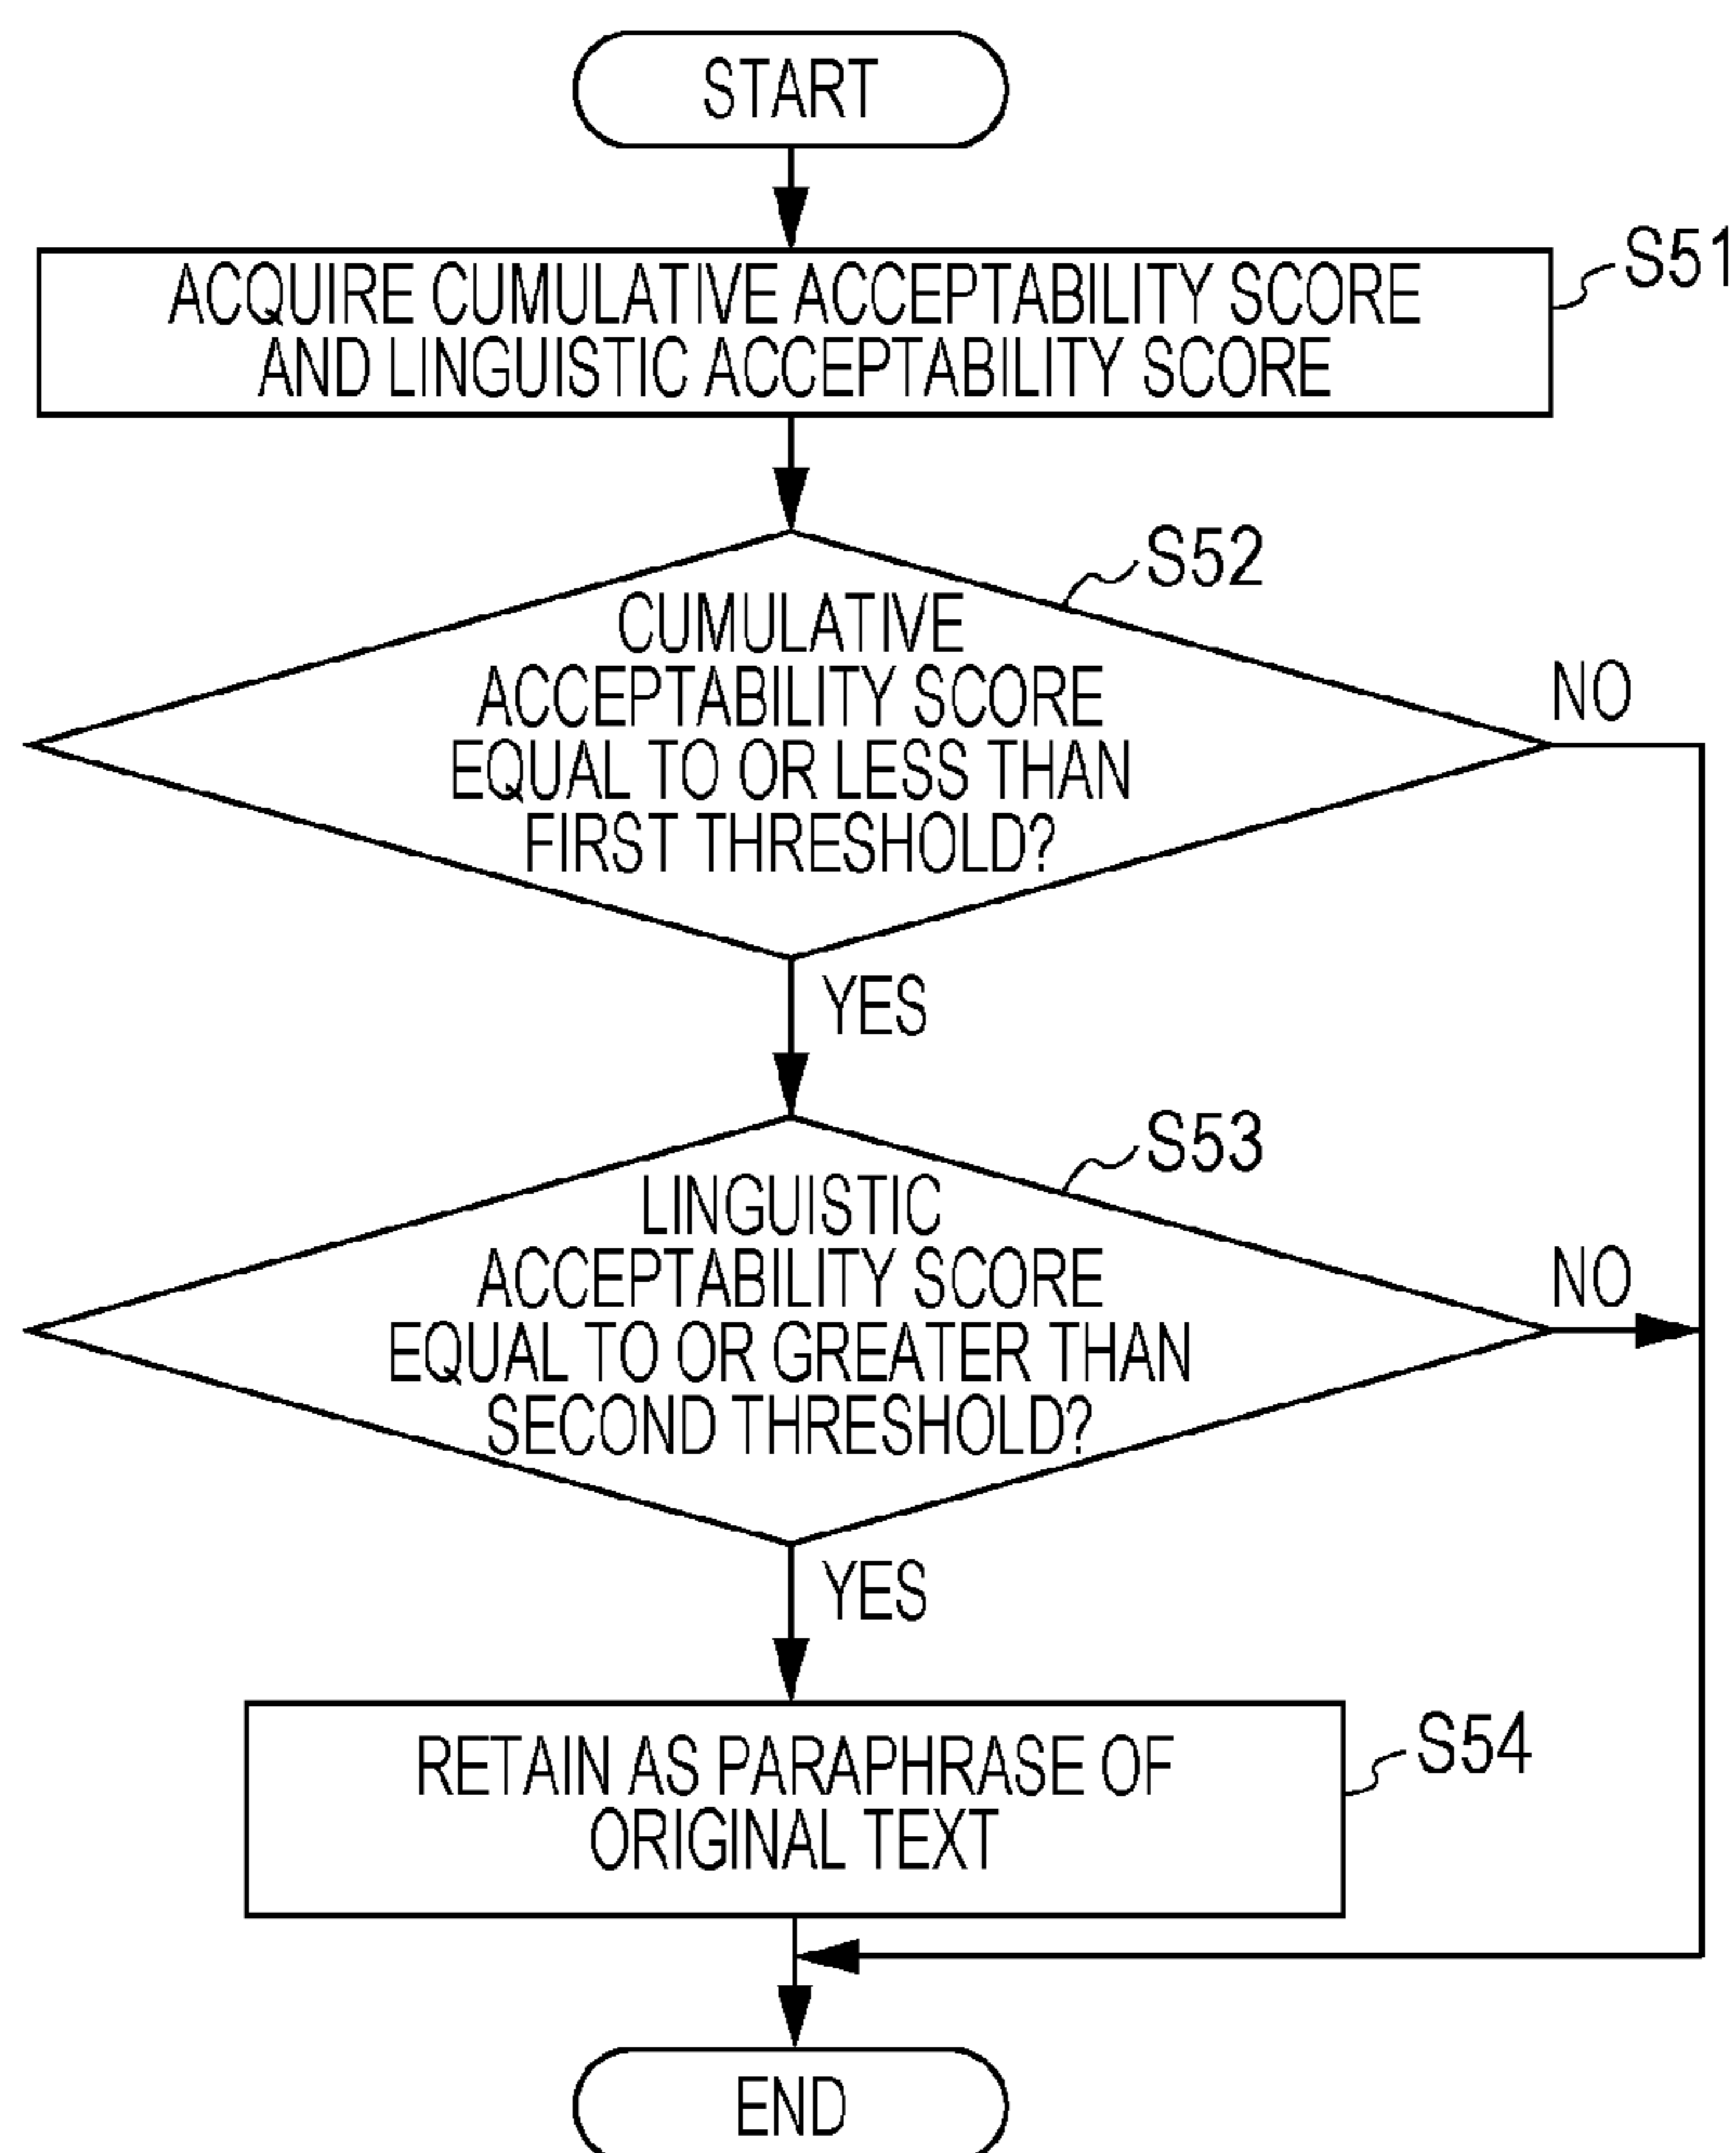 START
S51
ACQUIRE CUMULATIVE ACCEPTABILITY SCORE
AND LINGUISTIC ACCEPTABILITY SCORE
S52
CUMULATIVE
ACCEPTABILITY SCORE
EQUAL TO OR LESS THAN
FIRST THRESHOLD?
NO
YES
S53
LINGUISTIC
ACCEPTABILITY SCORE
EQUAL TO OR GREATER THAN
SECOND THRESHOLD?
NO
YES
S54
RETAIN AS PARAPHRASE OF
ORIGINAL TEXT
END